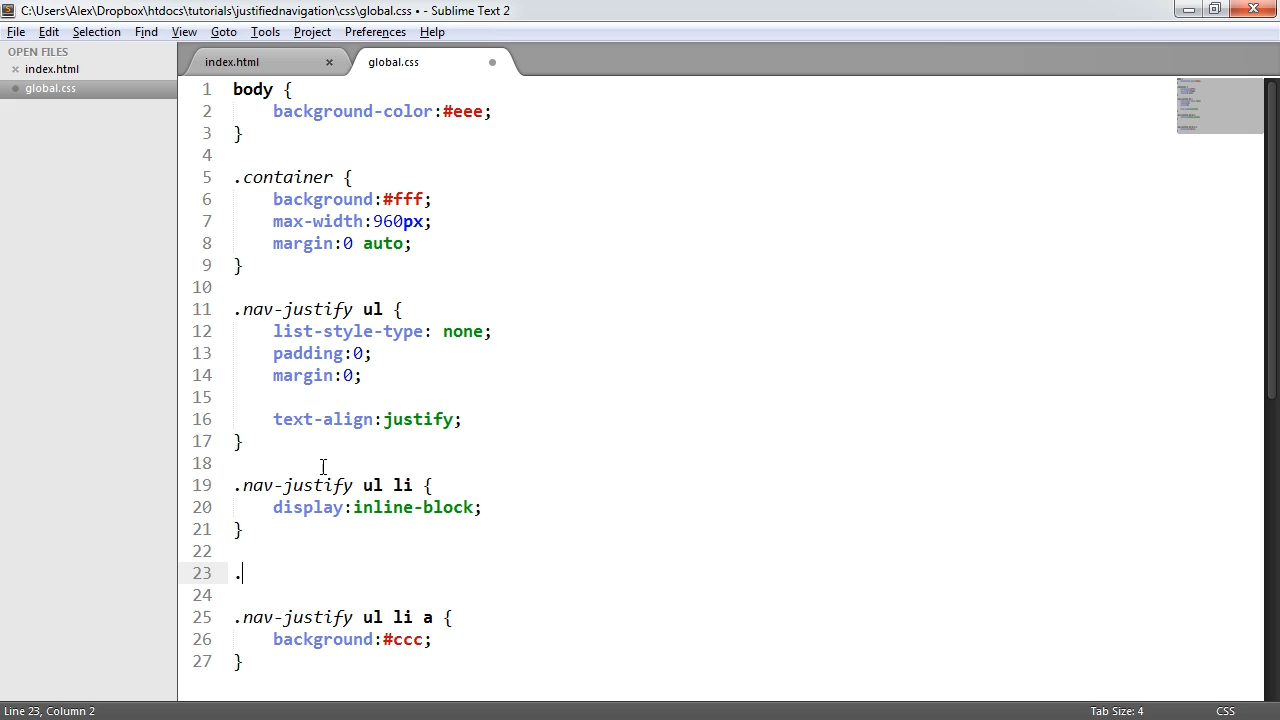 C:\Users\Alex\Dropbox\htdocs\tutorials\justifiednavigation\css\global.css • - Sublime Text 2
File Edit Selection Find View Goto Tools Project Preferences Help
OPEN FILES
index.html
global.css
index.html global.css
1 body {
2 background-color:#eee;
3 }
4
5 .container {
6 background:#fff;
7 max-width:960px;
8 margin:0 auto;
9 }
10
11 .nav-justify ul {
12 list-style-type: none;
13 padding:0;
14 margin:0;
15
16 text-align:justify;
17 }
18
19 .nav-justify ul li {
20 display:inline-block;
21 }
22
23 .
24
25 .nav-justify ul li a {
26 background:#ccc;
27 }
Line 23, Column 2 Tab Size: 4 CSS